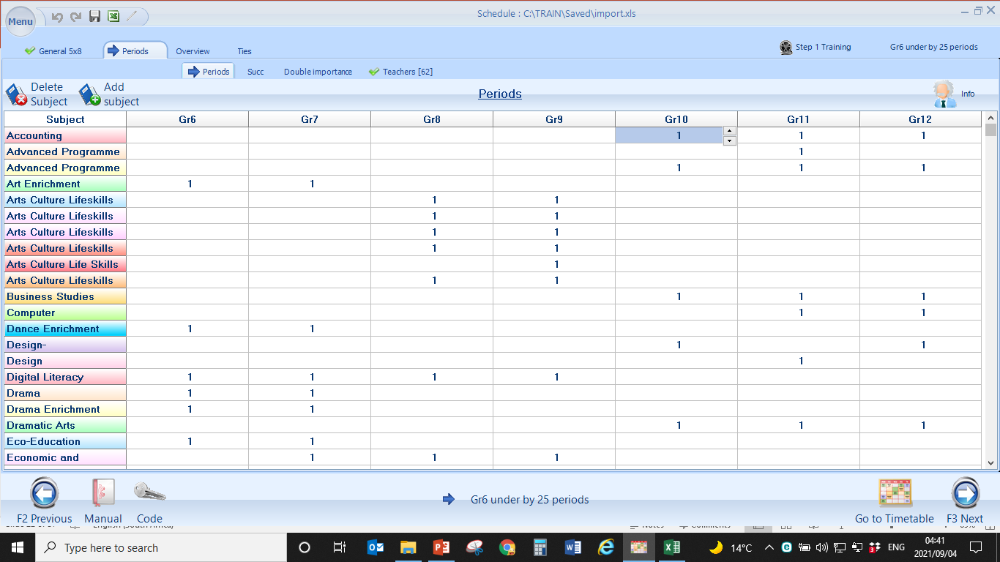 Menu
Schedule : C:\TRAIN\Saved\import.xls
General 5x8 Periods Overview Ties
Step 1 Training Gr6 under by 25 periods
Periods Succ Double importance Teachers [62]
Delete Subject
Add subject
Periods
Info
Subject Gr6 Gr7 Gr8 Gr9 Gr10 Gr11 Gr12
Accounting 1 1 1
Advanced Programme 1
Advanced Programme 1 1 1
Art Enrichment 1 1
Arts Culture Lifeskills 1 1
Arts Culture Lifeskills 1 1
Arts Culture Lifeskills 1 1
Arts Culture Lifeskills 1 1
Arts Culture Life Skills 1
Arts Culture Lifeskills 1 1
Business Studies 1 1 1
Computer 1 1
Dance Enrichment 1 1
Design- 1 1
Design 1
Digital Literacy 1 1 1 1
Drama 1 1
Drama Enrichment 1 1
Dramatic Arts 1 1 1
Eco-Education 1 1
Economic and 1 1 1
F2 Previous Manual Code
Gr6 under by 25 periods
Go to Timetable F3 Next
Type here to search
14°C
ENG
04:41
2021/09/04